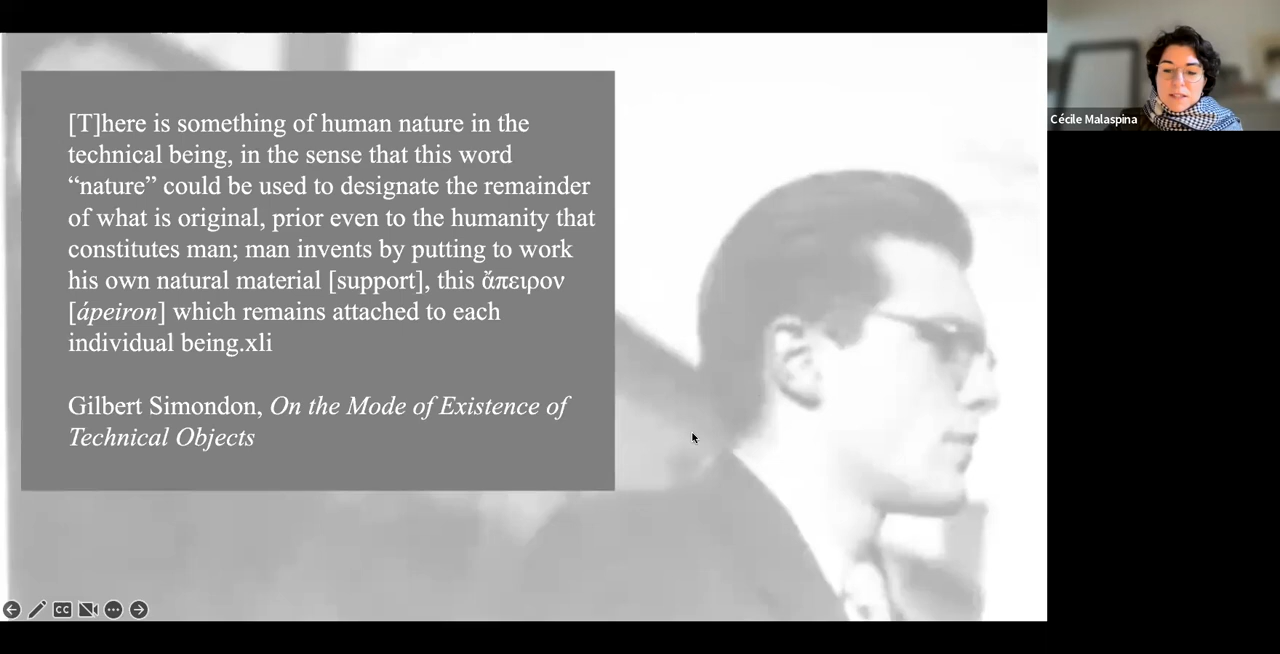 [T]here is something of human nature in the
technical being, in the sense that this word
“nature” could be used to designate the remainder
of what is original, prior even to the humanity that
constitutes man; man invents by putting to work
his own natural material [support], this ἄπειρον
[ápeiron] which remains attached to each
individual being.xli
Gilbert Simondon, On the Mode of Existence of
Technical Objects
Cécile Malaspina
CC